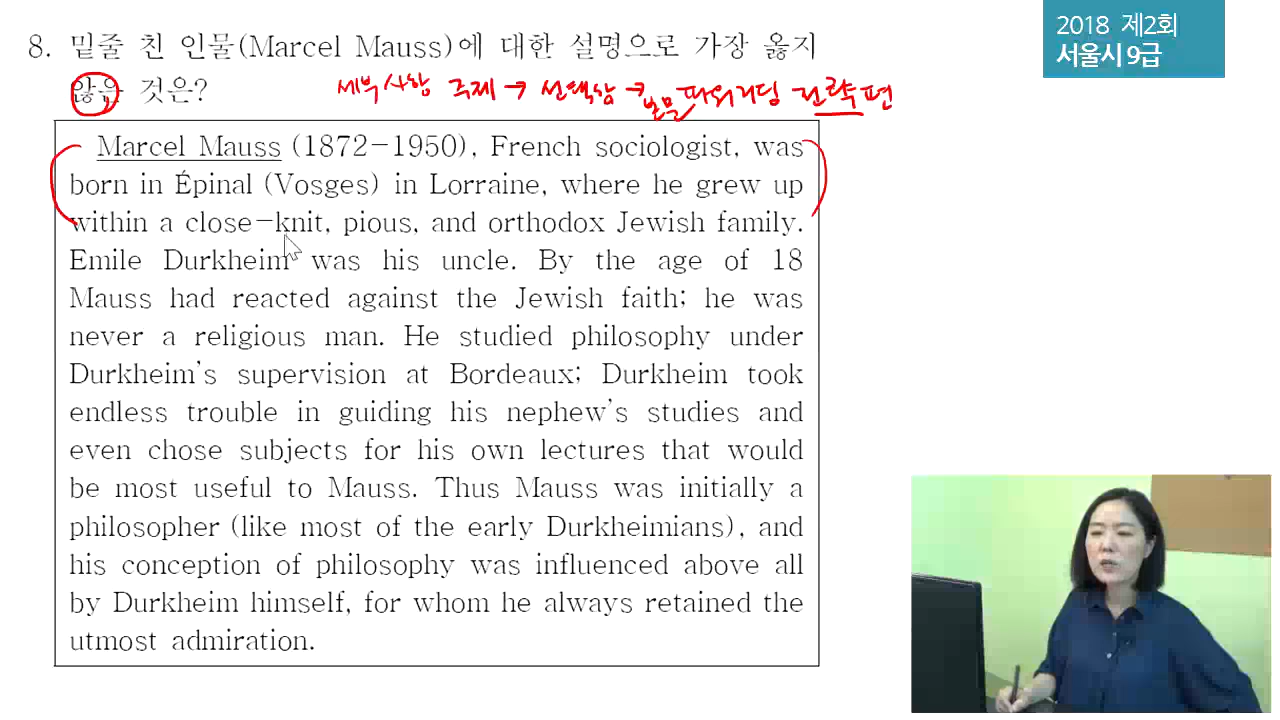 2018 제2회
서울시 9급
8. 밑줄 친 인물(Marcel Mauss)에 대한 설명으로 가장 옳지
않은 것은?
세부사항 주제 → 선택상 → 본문 파워리딩 전략편
Marcel Mauss (1872-1950), French sociologist, was
born in Épinal (Vosges) in Lorraine, where he grew up
within a close-knit, pious, and orthodox Jewish family.
Emile Durkheim was his uncle. By the age of 18
Mauss had reacted against the Jewish faith; he was
never a religious man. He studied philosophy under
Durkheim's supervision at Bordeaux; Durkheim took
endless trouble in guiding his nephew's studies and
even chose subjects for his own lectures that would
be most useful to Mauss. Thus Mauss was initially a
philosopher (like most of the early Durkheimians), and
his conception of philosophy was influenced above all
by Durkheim himself, for whom he always retained the
utmost admiration.